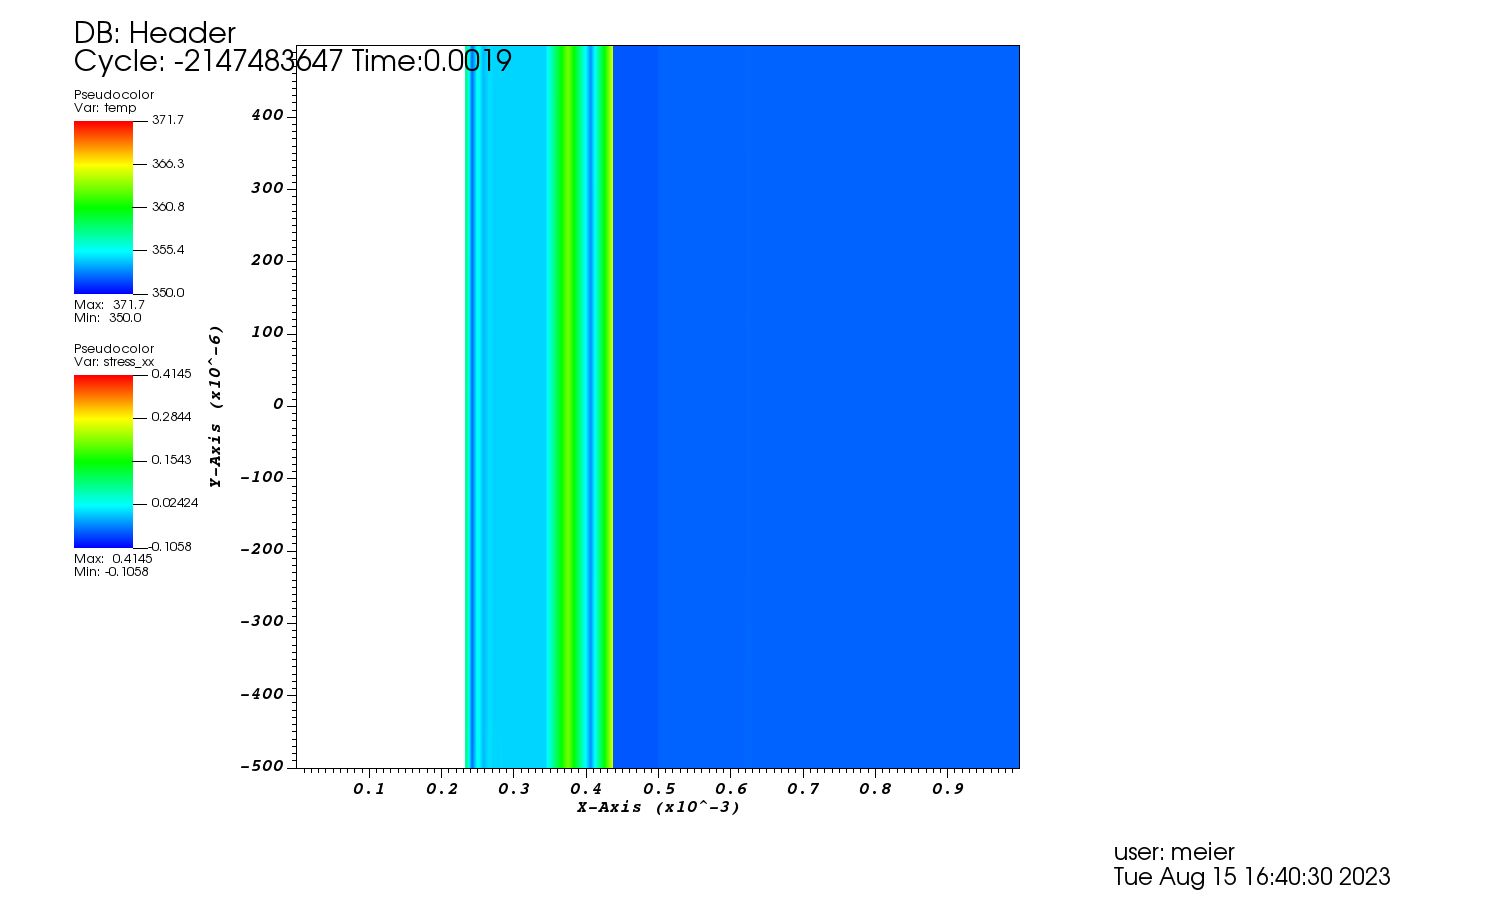 DB: Header
Cycle: -2147483647 Time:0.0019
Pseudocolor
Var: temp
371.7
366.3
360.8
355.4
350.0
Max: 371.7
Min: 350.0
Pseudocolor
Var: stress_xx
0.4145
0.2844
0.1543
0.02424
-0.1058
Max: 0.4145
Min: -0.1058
Y-Axis (x10^-6)
400
300
200
100
0
-100
-200
-300
-400
-500
0.1 0.2 0.3 0.4 0.5 0.6 0.7 0.8 0.9
X-Axis (x10^-3)
user: meier
Tue Aug 15 16:40:30 2023